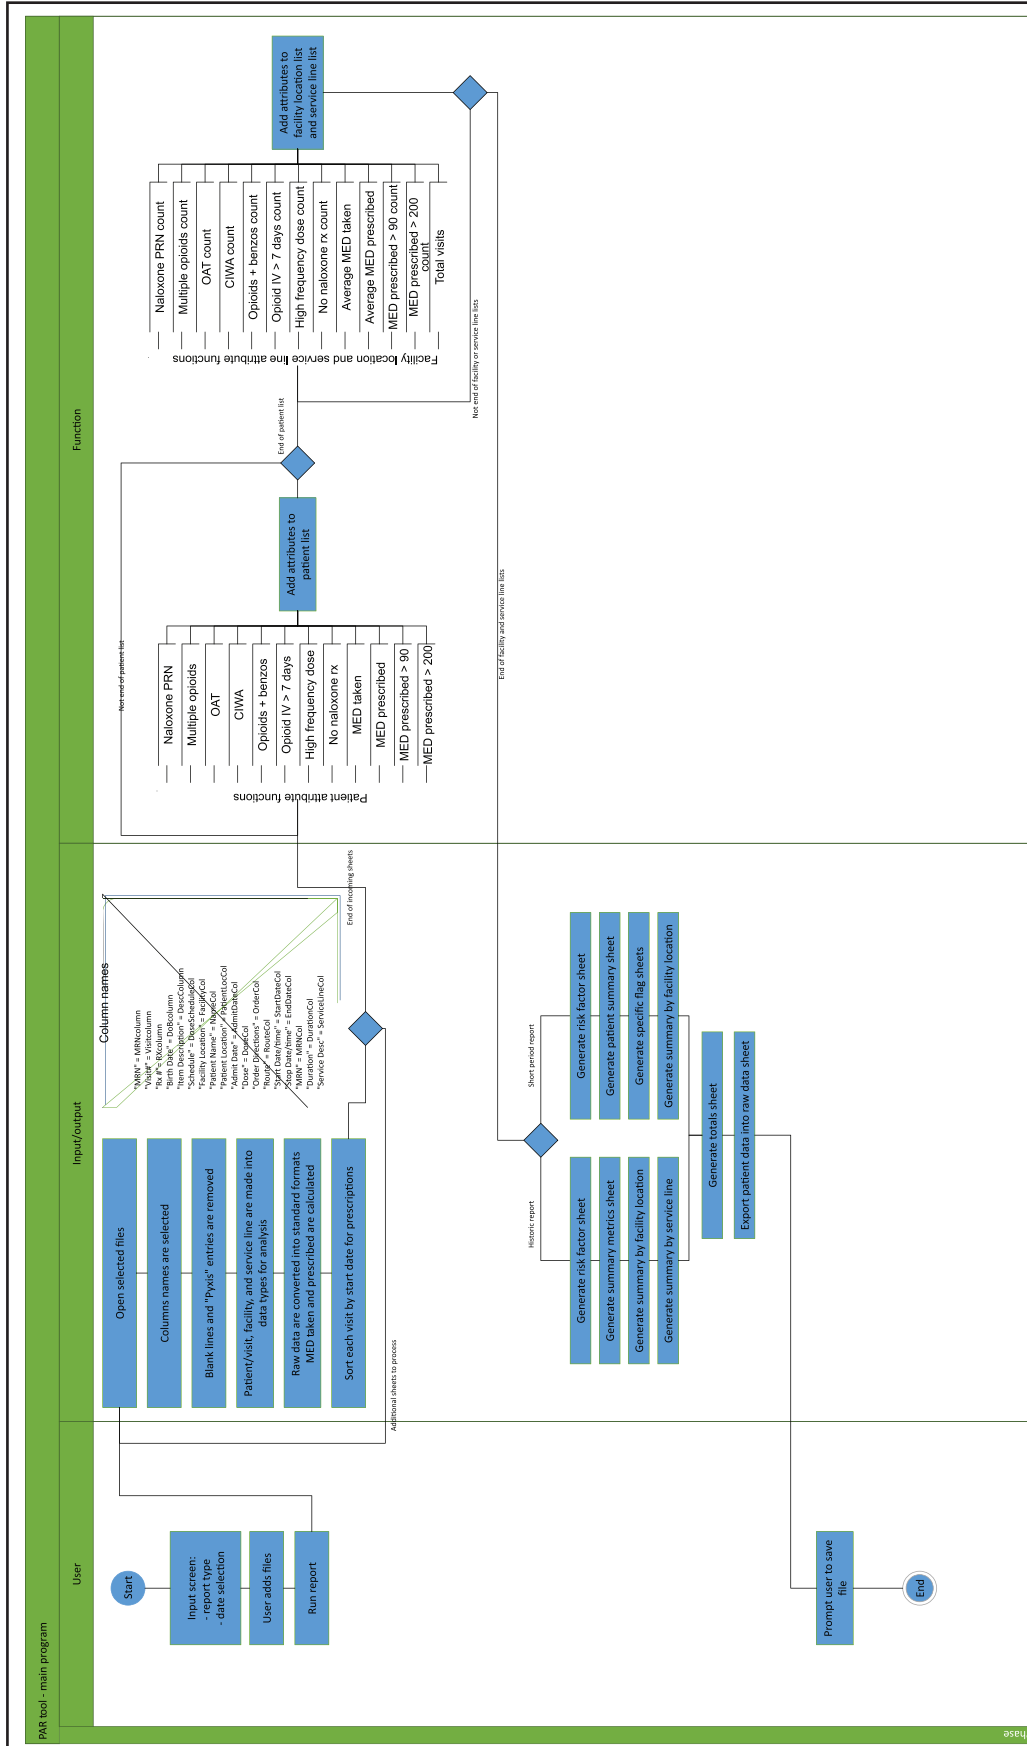 PAR tool - main program
User
Input/output
Function
Start
Input screen:
- report type
- date selection
User adds files
Run report
Open selected files
Columns names are selected
Blank lines and "Pyxis" entries are removed
Patient/visit, facility, and service line are made into
data types for analysis
Raw data are converted into standard formats
MED taken and prescribed are calculated
Sort each visit by start date for prescriptions
Additional sheets to process
Column names
"MRN" = MRNcolumn
"Visit#" = Visitcolumn
"Rx #"= RXcolumn
"Birth Date" = DoBcolumn
"Item Description" = DescColumn
"Schedule" = DoseScheduleCol
"Facility Location" = FacilityCol
"Patient Name" = NameCol
"Patient Location" = PatientLocCol
"Admit Date" = AdmitDateCol
"Dose" = DoseCol
"Order Directions" = OrderCol
"Route" = RouteCol
"Start Date/time" = StartDateCol
"Stop Date/time" = EndDateCol
"MRN" = MRNCol
"Duration" = DurationCol
"Service Desc" = ServiceLineCol
End of incoming sheets
Not end of patient list
Naloxone PRN
Multiple opioids
OAT
CIWA
Opioids + benzos
Opioid IV > 7 days
High frequency dose
No naloxone rx
MED taken
MED prescribed
MED prescribed > 90
MED prescribed > 200
Patient attribute functions
Add attributes to
patient list
End of patient list
Naloxone PRN count
Multiple opioids count
OAT count
CIWA count
Opioids + benzos count
Opioid IV > 7 days count
High frequency dose count
No naloxone rx count
Average MED taken
Average MED prescribed
MED prescribed > 90 count
MED prescribed > 200
count
Total visits
Facility location and service line attribute functions
Add attributes to
facility location list
and service line list
Not end of facility or service line lists
End of facility and service line lists
Historic report
Short period report
Generate risk factor sheet
Generate summary metrics sheet
Generate summary by facility location
Generate summary by service line
Generate risk factor sheet
Generate patient summary sheet
Generate specific flag sheets
Generate summary by facility location
Generate totals sheet
Export patient data into raw data sheet
Prompt user to save
file
End